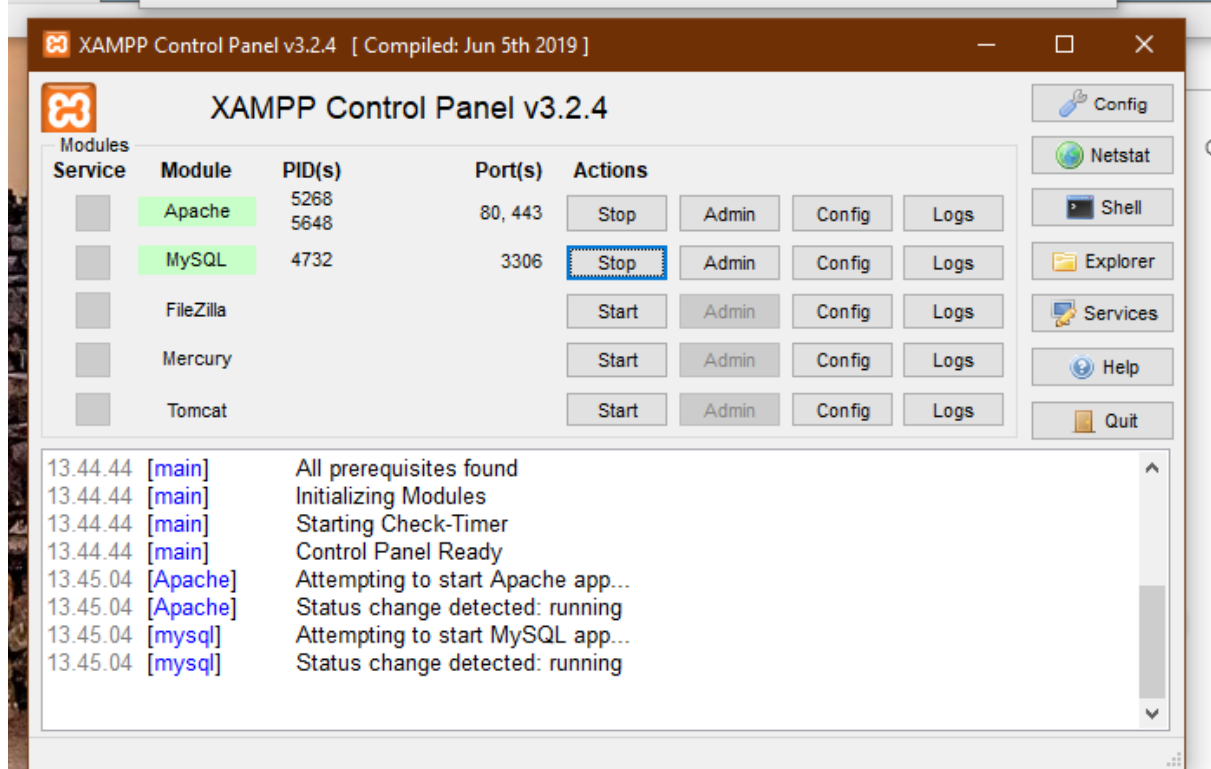 XAMPP Control Panel v3.2.4 [ Compiled: Jun 5th 2019 ]
XAMPP Control Panel v3.2.4
Config
Modules
Netstat
Service Module PID(s) Port(s) Actions
Apache 5268 5648 80, 443 Stop Admin Config Logs
Shell
MySQL 4732 3306 Stop Admin Config Logs
Explorer
FileZilla Start Admin Config Logs
Services
Mercury Start Admin Config Logs
Help
Tomcat Start Admin Config Logs
Quit
13.44.44 [main] All prerequisites found
13.44.44 [main] Initializing Modules
13.44.44 [main] Starting Check-Timer
13.44.44 [main] Control Panel Ready
13.45.04 [Apache] Attempting to start Apache app...
13.45.04 [Apache] Status change detected: running
13.45.04 [mysql] Attempting to start MySQL app...
13.45.04 [mysql] Status change detected: running